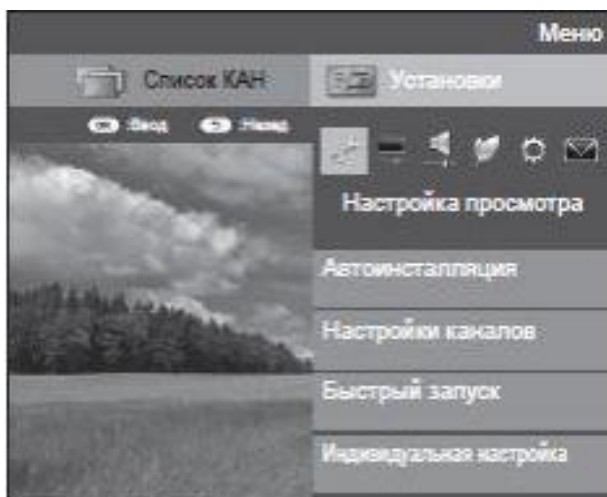 Меню
Список КАН
Установки
:Ввод :Назад
Настройка просмотра
Автоинсталляция
Настройки каналов
Быстрый запуск
Индивидуальная настройка